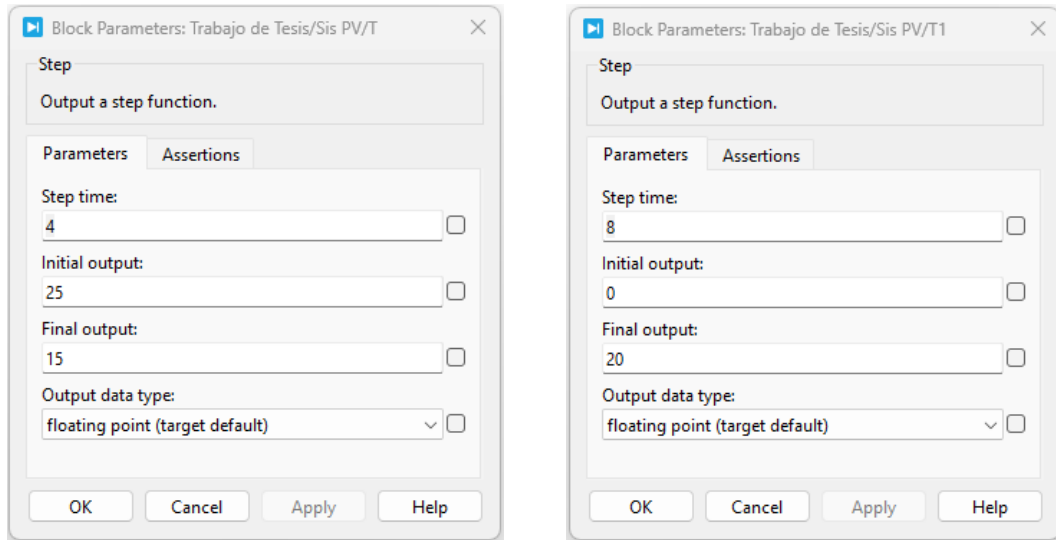 Block Parameters: Trabajo de Tesis/Sis PV/T
Step
Output a step function.
Parameters Assertions
Step time:
4
Initial output:
25
Final output:
15
Output data type:
floating point (target default)
OK Cancel Apply Help
Block Parameters: Trabajo de Tesis/Sis PV/T1
Step
Output a step function.
Parameters Assertions
Step time:
8
Initial output:
0
Final output:
20
Output data type:
floating point (target default)
OK Cancel Apply Help